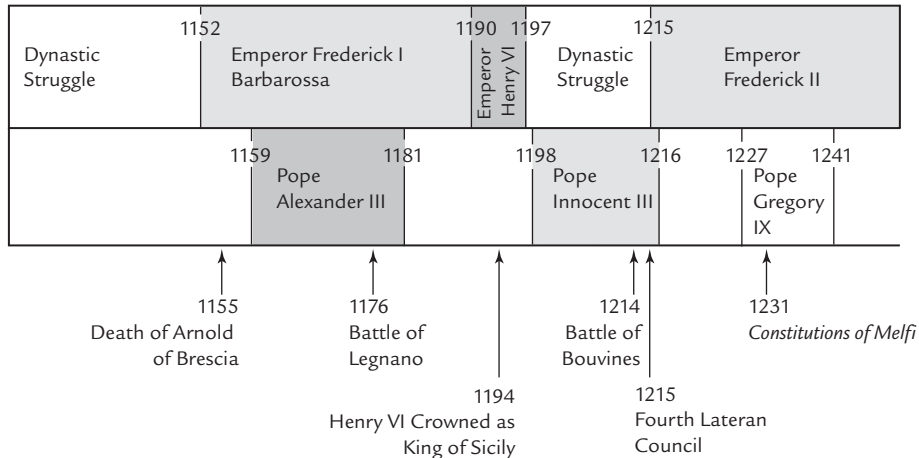 1152
1190
1197
1215
Dynastic
Struggle
Emperor Frederick I
Barbarossa
Emperor
Henry VI
Dynastic
Struggle
Emperor
Frederick II
1159
1181
1198
1216
1227
1241
Pope
Alexander III
Pope
Innocent III
Pope
Gregory
IX
1155
Death of Arnold
of Brescia
1176
Battle of
Legnano
1194
Henry VI Crowned as
King of Sicily
1214
Battle of
Bouvines
1215
Fourth Lateran
Council
1231
Constitutions of Melfi